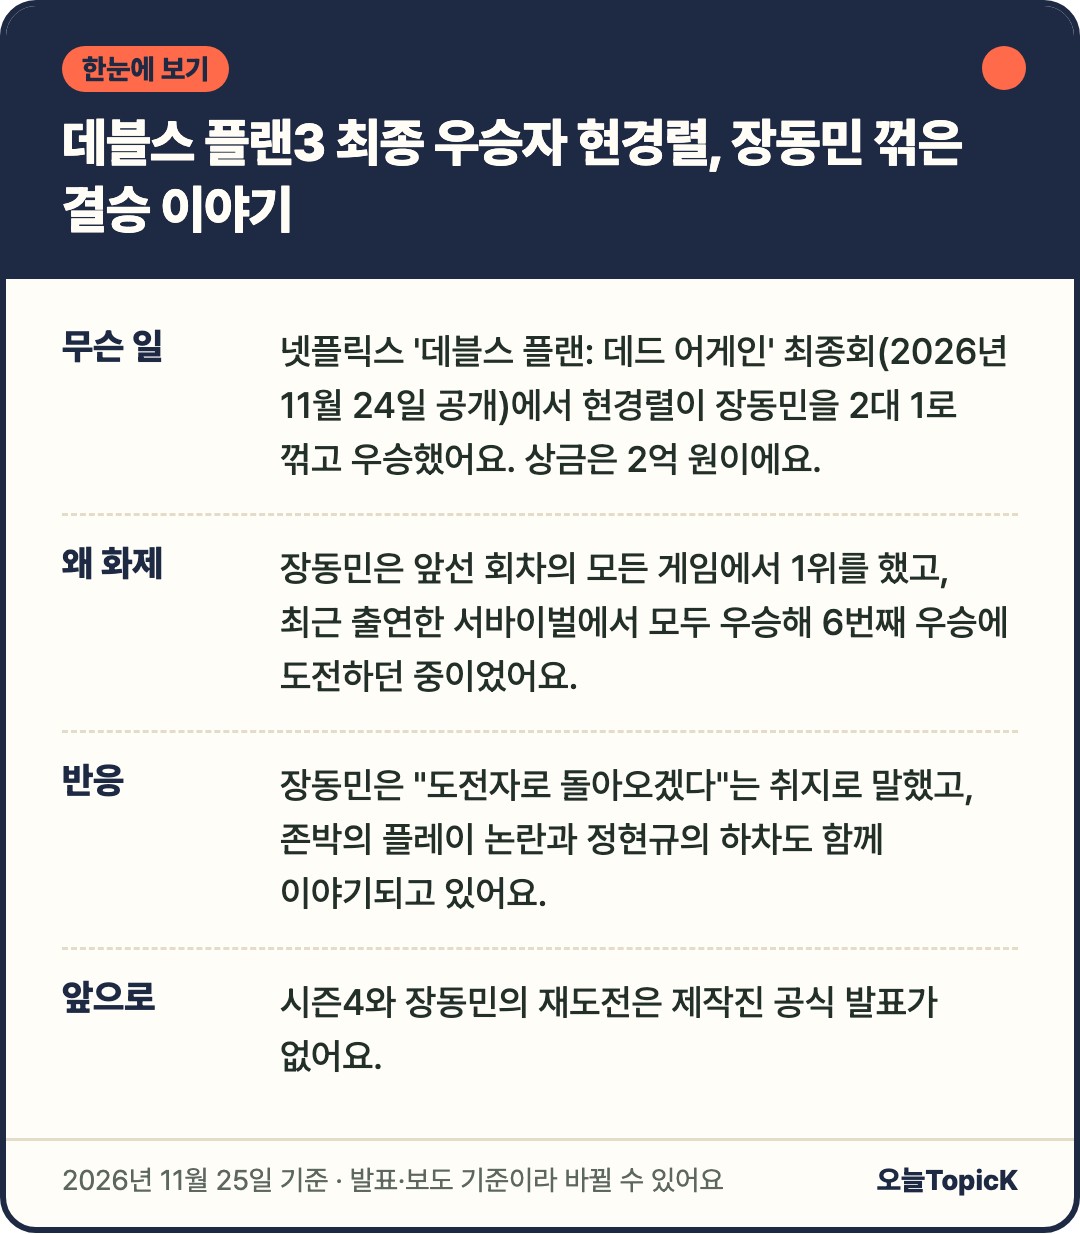 한눈에 보기
데블스 플랜3 최종 우승자 현경렬, 장동민 꺾은
결승 이야기
무슨 일
넷플릭스 '데블스 플랜: 데드 어게인' 최종회(2026년
11월 24일 공개)에서 현경렬이 장동민을 2대 1로
꺾고 우승했어요. 상금은 2억 원이에요.
왜 화제
장동민은 앞선 회차의 모든 게임에서 1위를 했고,
최근 출연한 서바이벌에서 모두 우승해 6번째 우승에
도전하던 중이었어요.
반응
장동민은 "도전자로 돌아오겠다"는 취지로 말했고,
존박의 플레이 논란과 정현규의 하차도 함께
이야기되고 있어요.
앞으로
시즌4와 장동민의 재도전은 제작진 공식 발표가
없어요.
2026년 11월 25일 기준 · 발표·보도 기준이라 바뀔 수 있어요
오늘TopicK